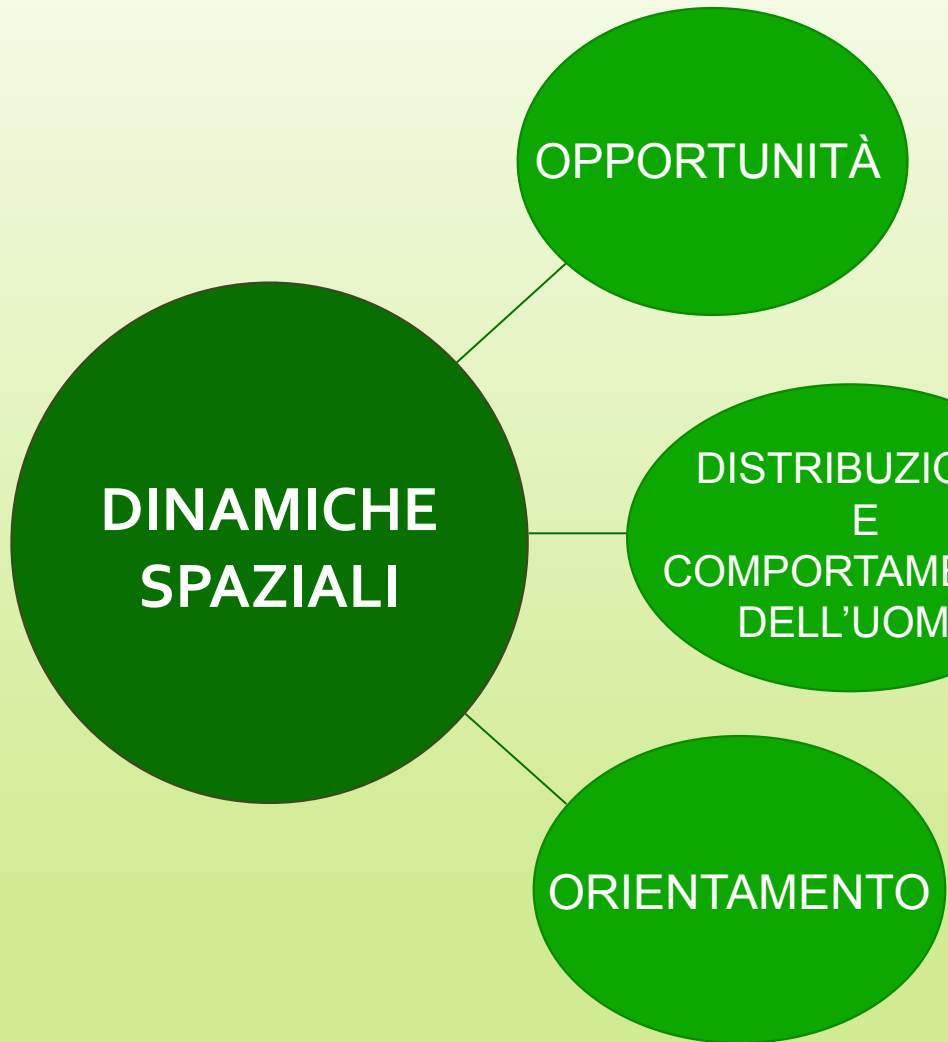 DINAMICHE
SPAZIALI
OPPORTUNITÀ
DISTRIBUZIO
E
COMPORTAME
DELL’UOM
ORIENTAMENTO